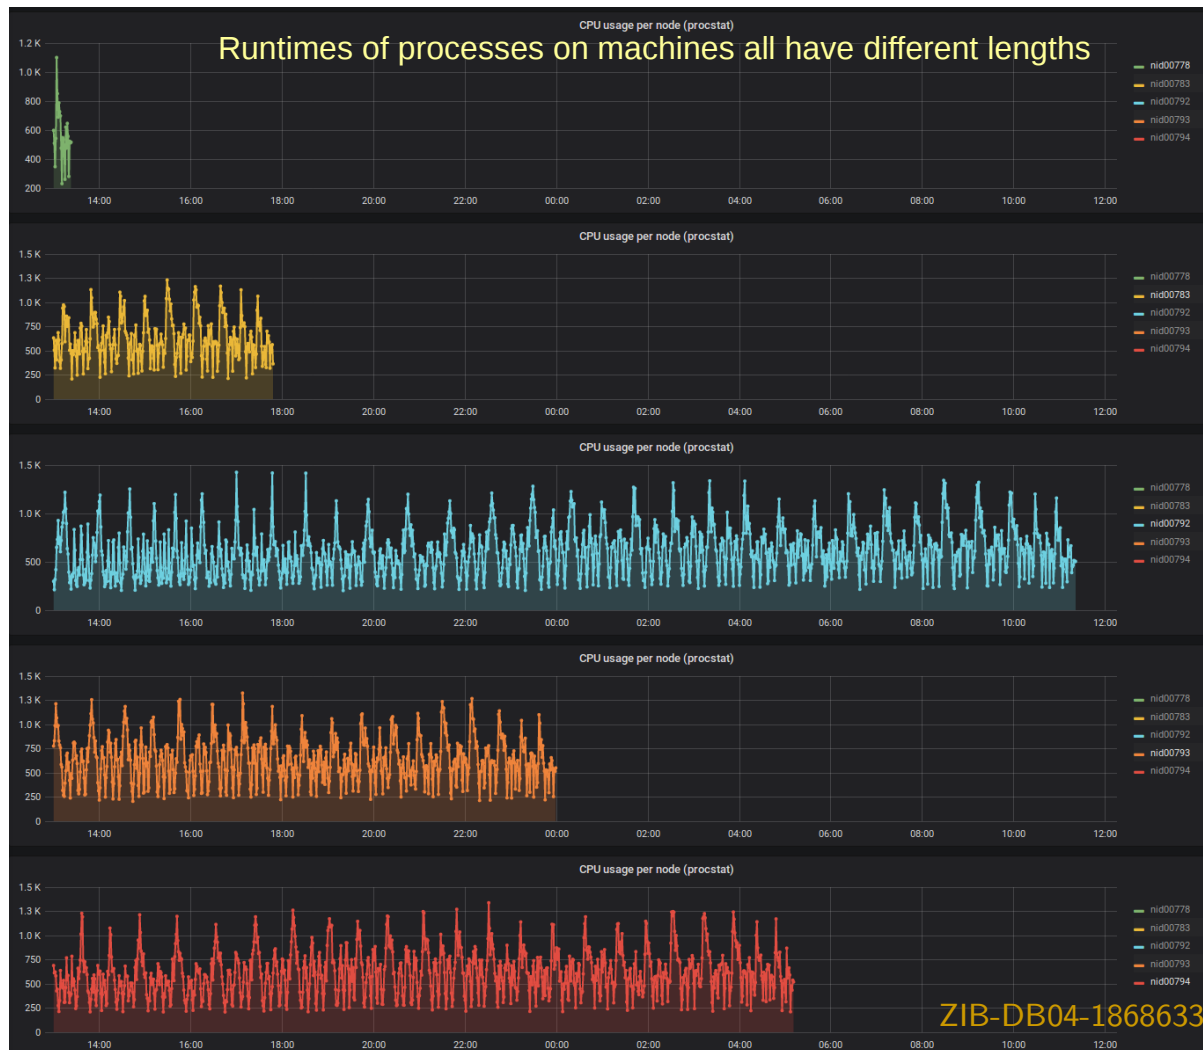 CPU usage per node (procstat)
Runtimes of processes on machines all have different lengths
1.2 K
1.0 K
800
600
400
200
14:00 16:00 18:00 20:00 22:00 00:00 02:00 04:00 06:00 08:00 10:00 12:00
nid00778
nid00783
nid00792
nid00793
nid00794
CPU usage per node (procstat)
1.5 K
1.3 K
1.0 K
750
500
250
0
14:00 16:00 18:00 20:00 22:00 00:00 02:00 04:00 06:00 08:00 10:00 12:00
nid00778
nid00783
nid00792
nid00793
nid00794
CPU usage per node (procstat)
1.5 K
1.0 K
500
0
14:00 16:00 18:00 20:00 22:00 00:00 02:00 04:00 06:00 08:00 10:00 12:00
nid00778
nid00783
nid00792
nid00793
nid00794
CPU usage per node (procstat)
1.5 K
1.3 K
1.0 K
750
500
250
0
14:00 16:00 18:00 20:00 22:00 00:00 02:00 04:00 06:00 08:00 10:00 12:00
nid00778
nid00783
nid00792
nid00793
nid00794
CPU usage per node (procstat)
1.5 K
1.3 K
1.0 K
750
500
250
0
14:00 16:00 18:00 20:00 22:00 00:00 02:00 04:00 06:00 08:00 10:00 12:00
nid00778
nid00783
nid00792
nid00793
nid00794
ZIB-DB04-1868633